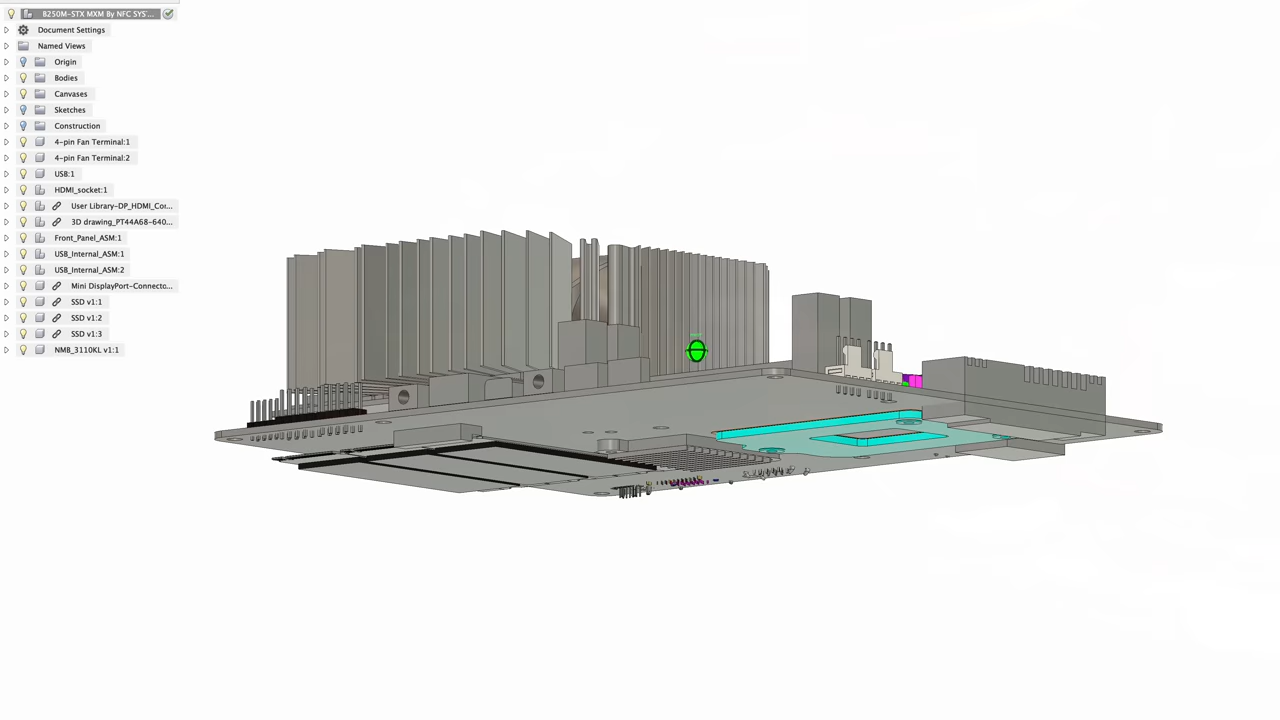 B250M-STX MXM By NFC SYS'...
Document Settings
Named Views
Origin
Bodies
Canvases
Sketches
Construction
4-pin Fan Terminal:1
4-pin Fan Terminal:2
USB:1
HDMI_socket:1
User Library-DP_HDMI_Cor...
3D drawing_PT44A68-640...
Front_Panel_ASM:1
USB_Internal_ASM:1
USB_Internal_ASM:2
Mini DisplayPort-Connecto...
SSD v1:1
SSD v1:2
SSD v1:3
NMB_3110KL v1:1